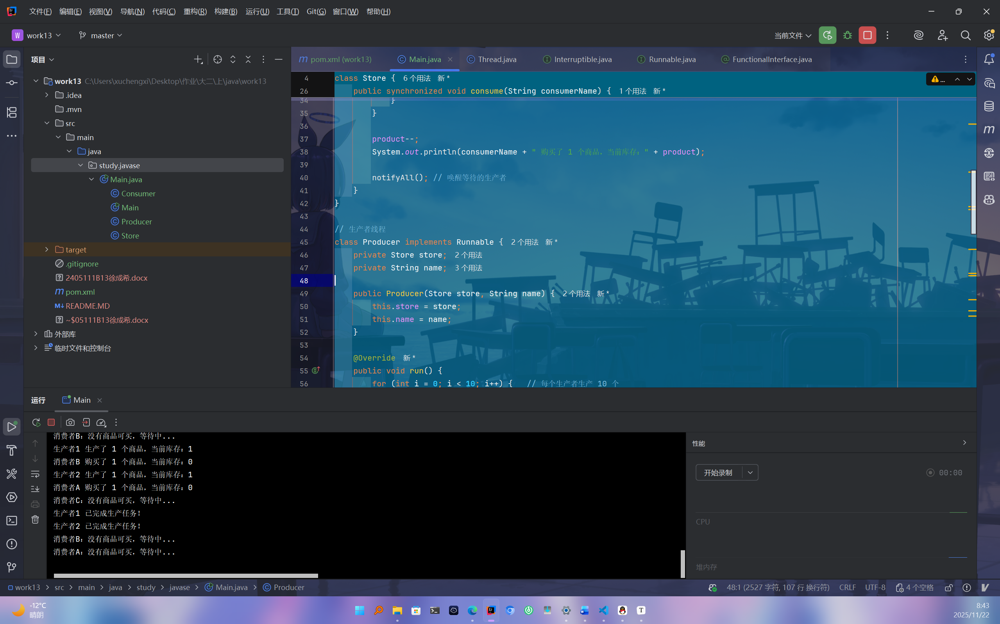 文件(F) 编辑(E) 视图(V) 导航(N) 代码(C) 重构(R) 构建(B) 运行(U) 工具(T) Git(G) 窗口(W) 帮助(H)
W work13 master 当前文件
项目
work13 C:\Users\xuchengxi\Desktop\作业\大二\上\java\work13
.idea
.mvn
src
main
java
study.javase
Main.java
Consumer
Main
Producer
Store
target
.gitignore
2405111B13徐成希.docx
pom.xml
README.MD
~$05111B13徐成希.docx
外部库
临时文件和控制台
pom.xml (work13) Main.java Thread.java Interruptible.java Runnable.java FunctionalInterface.java
4 class Store { 6 个用法 新 *
26 public synchronized void consume(String consumerName) { 1 个用法 新 *
34 }
35 }
36
37 product--;
38 System.out.println(consumerName + " 购买了 1 个商品，当前库存：" + product);
39
40 notifyAll(); // 唤醒等待的生产者
41 }
42 }
43
44 // 生产者线程
45 class Producer implements Runnable { 2 个用法 新 *
46 private Store store; 2 个用法
47 private String name; 3 个用法
48
49 public Producer(Store store, String name) { 2 个用法 新 *
50 this.store = store;
51 this.name = name;
52 }
53
54 @Override 新 *
55 public void run() {
56 for (int i = 0; i < 10; i++) { // 每个生产者生产 10 个
运行 Main
消费者B：没有商品可买，等待中...
生产者1 生产了 1 个商品，当前库存：1
消费者B 购买了 1 个商品，当前库存：0
生产者2 生产了 1 个商品，当前库存：1
消费者A 购买了 1 个商品，当前库存：0
消费者C：没有商品可买，等待中...
生产者1 已完成生产任务！
生产者2 已完成生产任务！
消费者B：没有商品可买，等待中...
消费者A：没有商品可买，等待中...
性能
开始录制 00:00
CPU
堆内存
work13 > src > main > java > study > javase > Main.java > Producer
48:1 (2527 字符, 107 行 换行符) CRLF UTF-8 4 个空格
-12°C
晴朗
8:43
2025/11/22